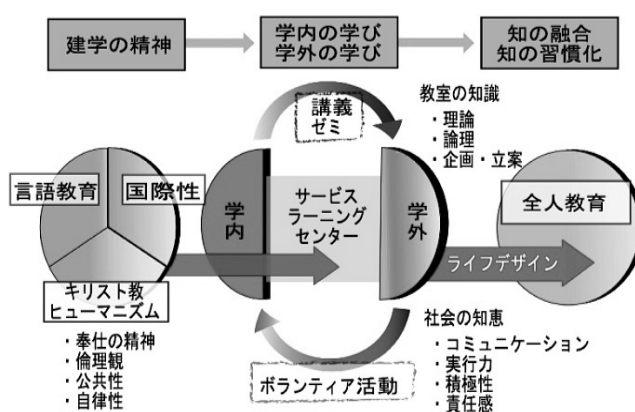 建学の精神
学内の学び
学外の学び
知の融合
知の習慣化
講義
ゼミ
教室の知識
・理論
・論理
・企画・立案
言語教育
国際性
学内
サービス
ラーニング
センター
学外
全人教育
ライフデザイン
キリスト教
ヒューマニズム
・奉仕の精神
・倫理観
・公共性
・自律性
ボランティア活動
社会の知恵
・コミュニケーション
・実行力
・積極性
・責任感